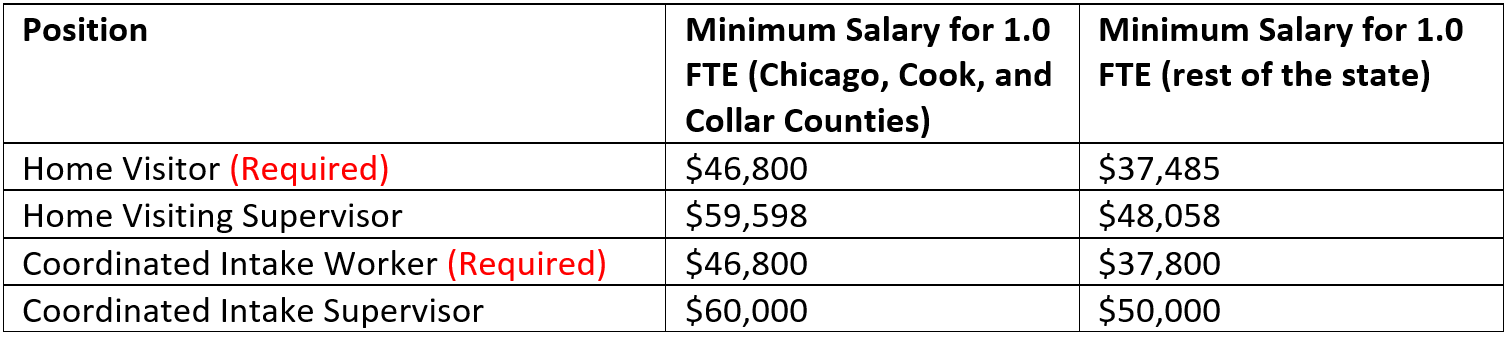 Position
Minimum Salary for 1.0
FTE (Chicago, Cook, and
Collar Counties)
Minimum Salary for 1.0
FTE (rest of the state)
Home Visitor (Required)
$46,800
$37,485
Home Visiting Supervisor
$59,598
$48,058
Coordinated Intake Worker (Required)
$46,800
$37,800
Coordinated Intake Supervisor
$60,000
$50,000